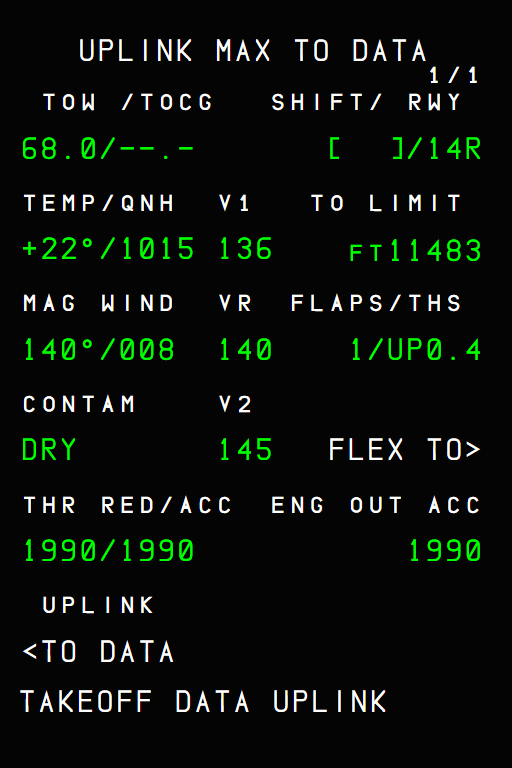 UPLINK MAX TO DATA
1/1
TOW /TOCG SHIFT/ RWY
68.0/--.- [ ]/14R
TEMP/QNH V1 TO LIMIT
+22°/1015 136 FT11483
MAG WIND VR FLAPS/THS
140°/008 140 1/UP0.4
CONTAM V2
DRY 145 FLEX TO>
THR RED/ACC ENG OUT ACC
1990/1990 1990
UPLINK
<TO DATA
TAKEOFF DATA UPLINK